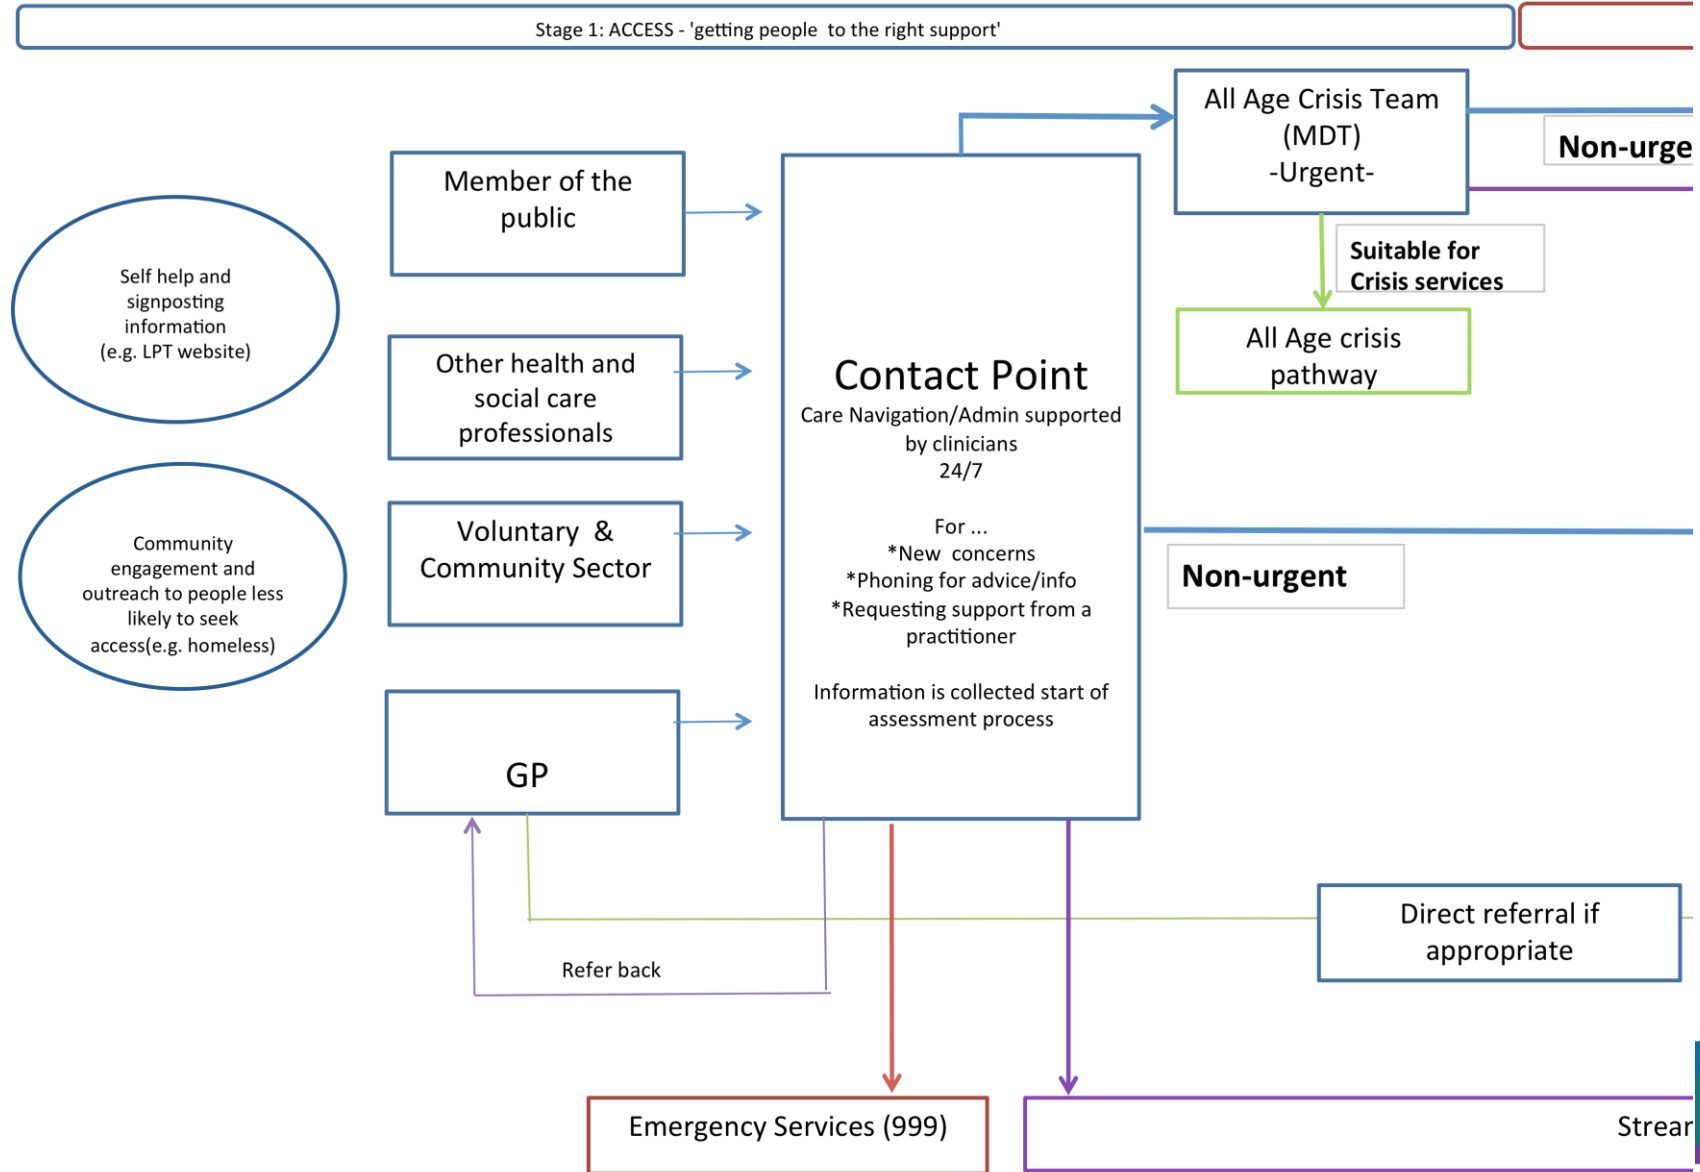 Stage 1: ACCESS - 'getting people to the right support'
All Age Crisis Team
(MDT)
-Urgent-
Member of the
public
Suitable for
Crisis services
Self help and
signposting
information
(e.g. LPT website)
All Age crisis
pathway
Other health and
social care
professionals
Contact Point
Care Navigation/Admin supported
by clinicians
24/7
For ...
*New concerns
*Phoning for advice/info
*Requesting support from a
practitioner
Information is collected start of
assessment process
Voluntary & 
Community Sector
Community
engagement and
outreach to people less
likely to seek
access(e.g. homeless)
Non-urgent
GP
Direct referral if
appropriate
Refer back
Emergency Services (999)